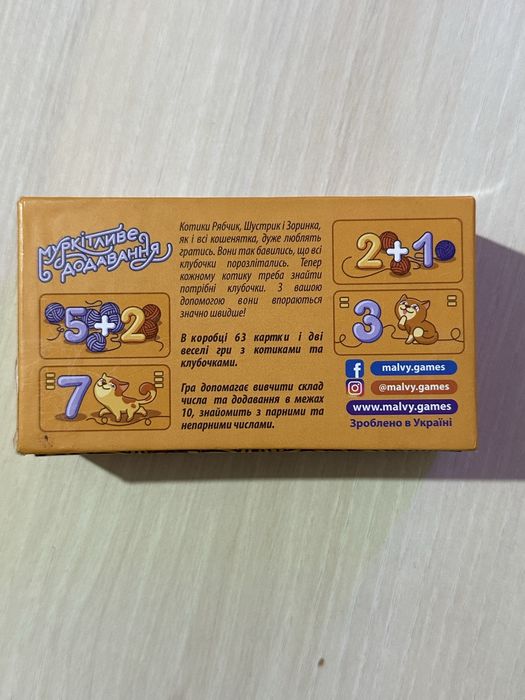 муркітливе
додавання
5+2
7
Котики Рябчик, Шустрик і Зоринка,
як і всі кошенятка, дуже люблять
гратись. Вони так бавились, що всі
клубочки порозлітались. Тепер
кожному котику треба знайти
потрібні клубочки. З вашою
допомогою вони впораються
значно швидше!
В коробці 63 картки і дві
веселі гри з котиками та
клубочками.
Гра допомагає вивчити склад
числа та додавання в межах
10, знайомить з парними та
непарними числами.
2+1
3
malvy.games
@malvy.games
www.malvy.games
Зроблено в Україні